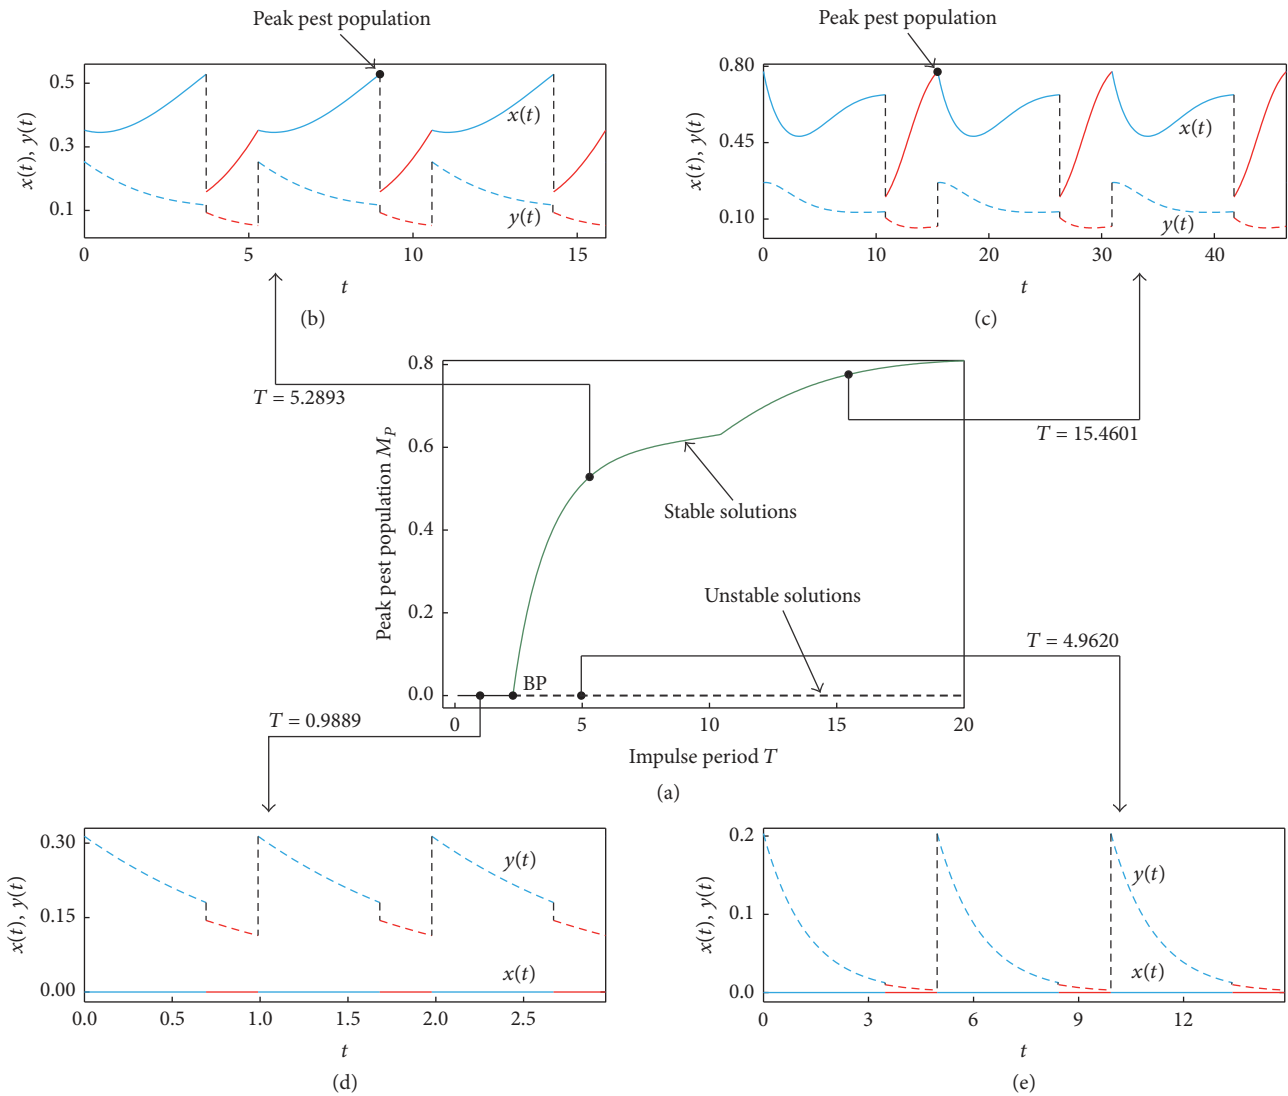 Peak pest population
0.5
0.3
0.1
x(t), y(t)
x(t)
y(t)
0
5
10
15
t
(b)
Peak pest population
0.80
0.45
0.10
x(t), y(t)
x(t)
y(t)
0
10
20
30
40
t
(c)
T = 5.2893
T = 15.4601
0.8
0.6
0.4
0.2
0.0
Peak pest population M_P
Stable solutions
Unstable solutions
BP
0
5
10
15
20
Impulse period T
(a)
T = 0.9889
T = 4.9620
0.30
0.15
0.00
x(t), y(t)
y(t)
x(t)
0.0
1.0
2.0
2.5
t
(d)
0.2
0.1
0.0
x(t), y(t)
y(t)
x(t)
0
3
6
9
12
t
(e)